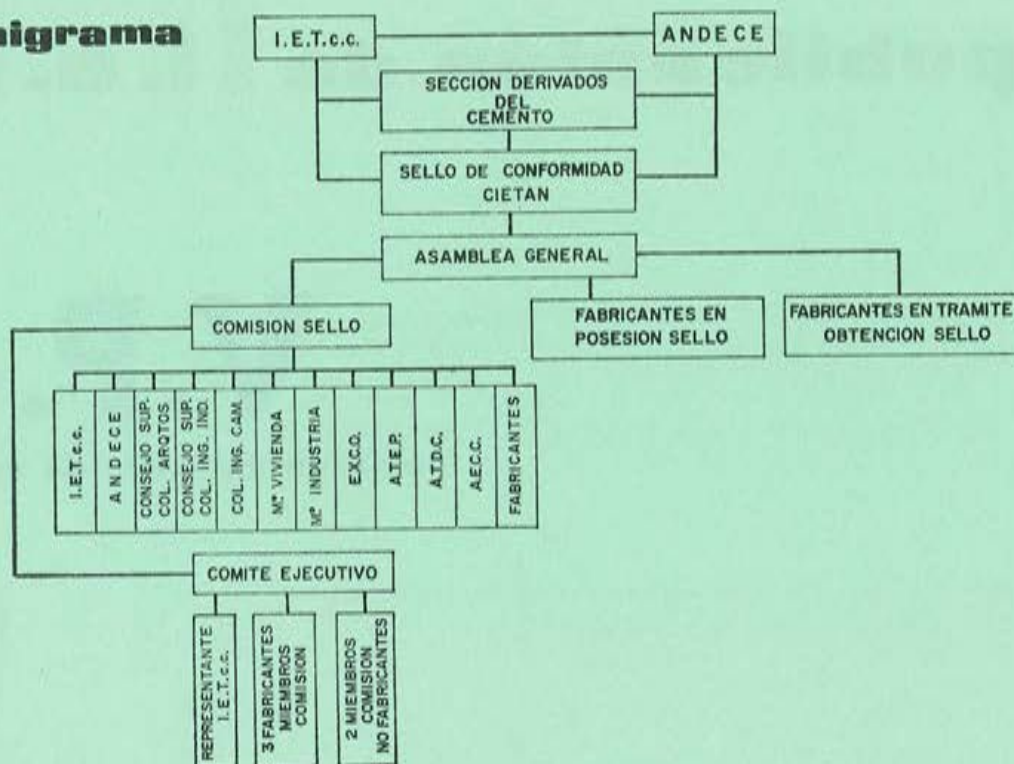 nigrama
I.E.T.c.c.
ANDECE
SECCION DERIVADOS
DEL
CEMENTO
SELLO DE CONFORMIDAD
CIETAN
ASAMBLEA GENERAL
COMISION SELLO
FABRICANTES EN
POSESION SELLO
FABRICANTES EN TRAMITE
OBTENCION SELLO
I.E.T.c.c.
ANDECE
CONSEJO SUP.
COL. ARQTOS
CONSEJO SUP.
COL. ING. IND.
COL. ING. CAM.
Mº VIVIENDA
Mº INDUSTRIA
E.X.C.O.
A.T.E.P.
A.T.D.C.
A.E.C.C.
FABRICANTES
COMITE EJECUTIVO
REPRESENTANTE
I.E.T.c.c.
3 FABRICANTES
MIEMBROS
COMISION
2 MIEMBROS
COMISION
NO FABRICANTES